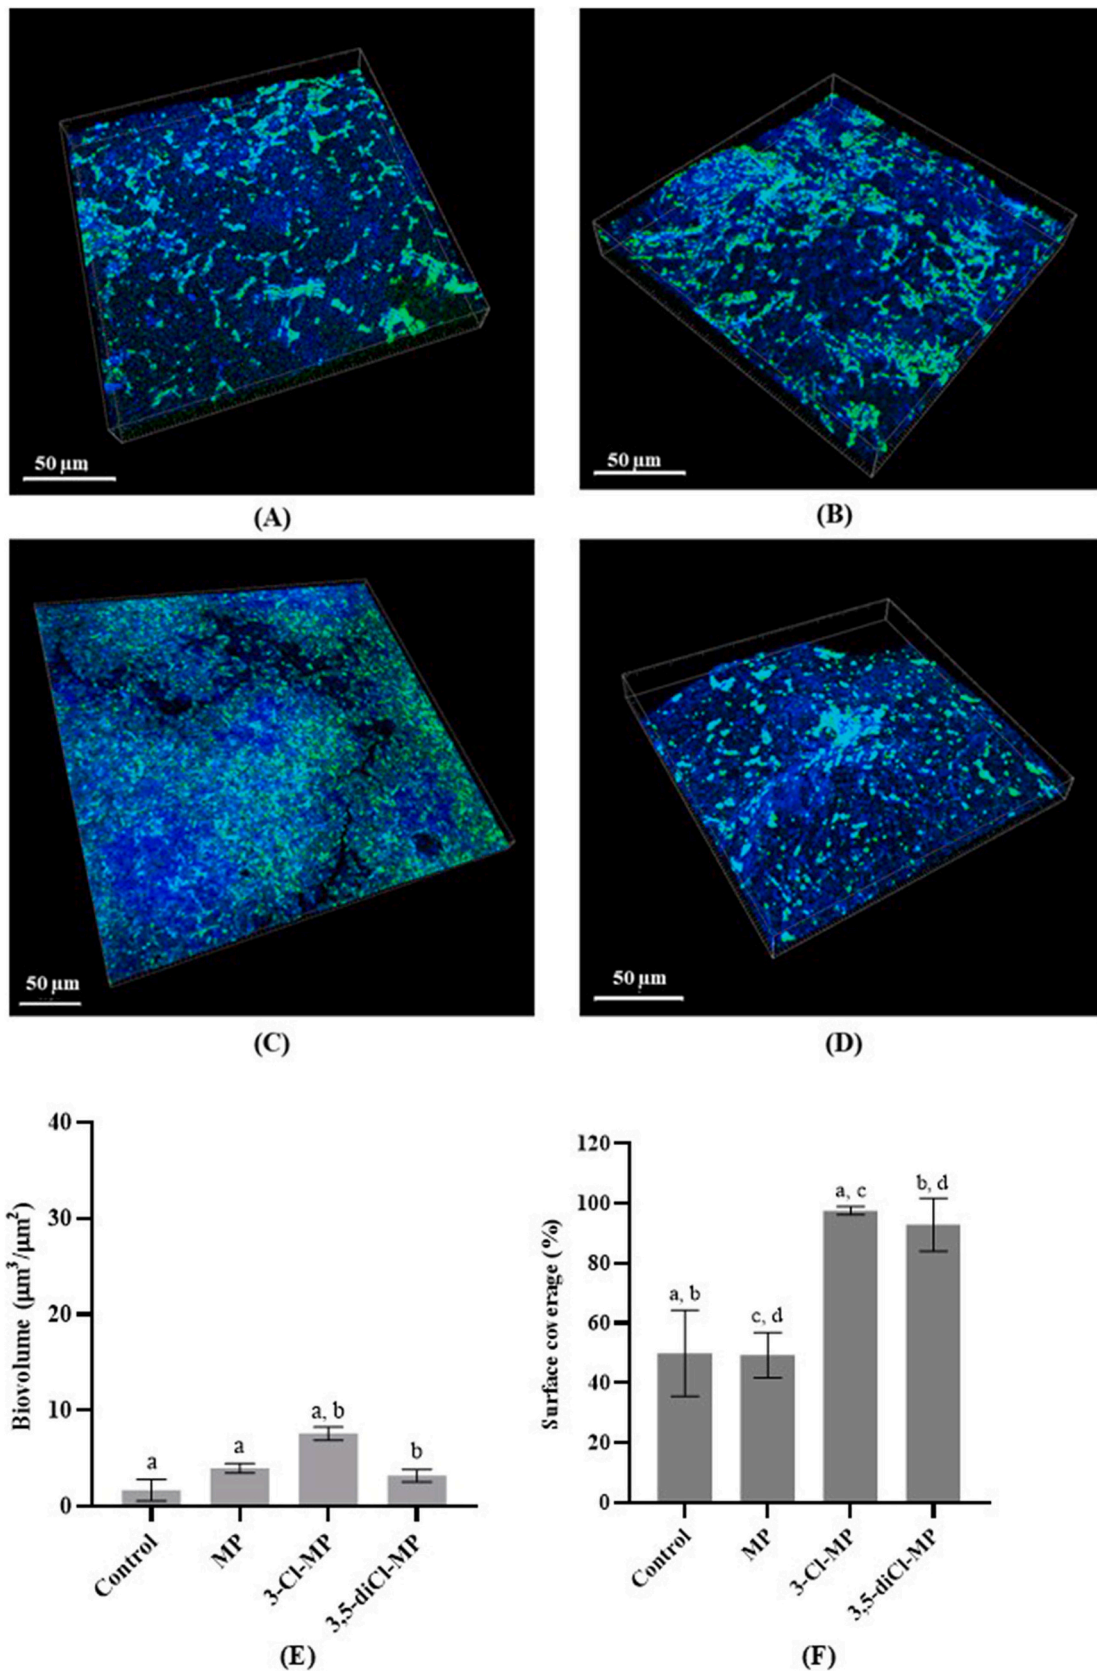 50 µm
50 µm
(A)
(B)
50 µm
50 µm
(C)
(D)
Biovolume (µm³/µm²)
40
30
20
10
0
a
a
a, b
b
Control
MP
3-Cl-MP
3,5-diCl-MP
(E)
Surface coverage (%)
120
100
80
60
40
20
0
a, b
c, d
a, c
b, d
Control
MP
3-Cl-MP
3,5-diCl-MP
(F)